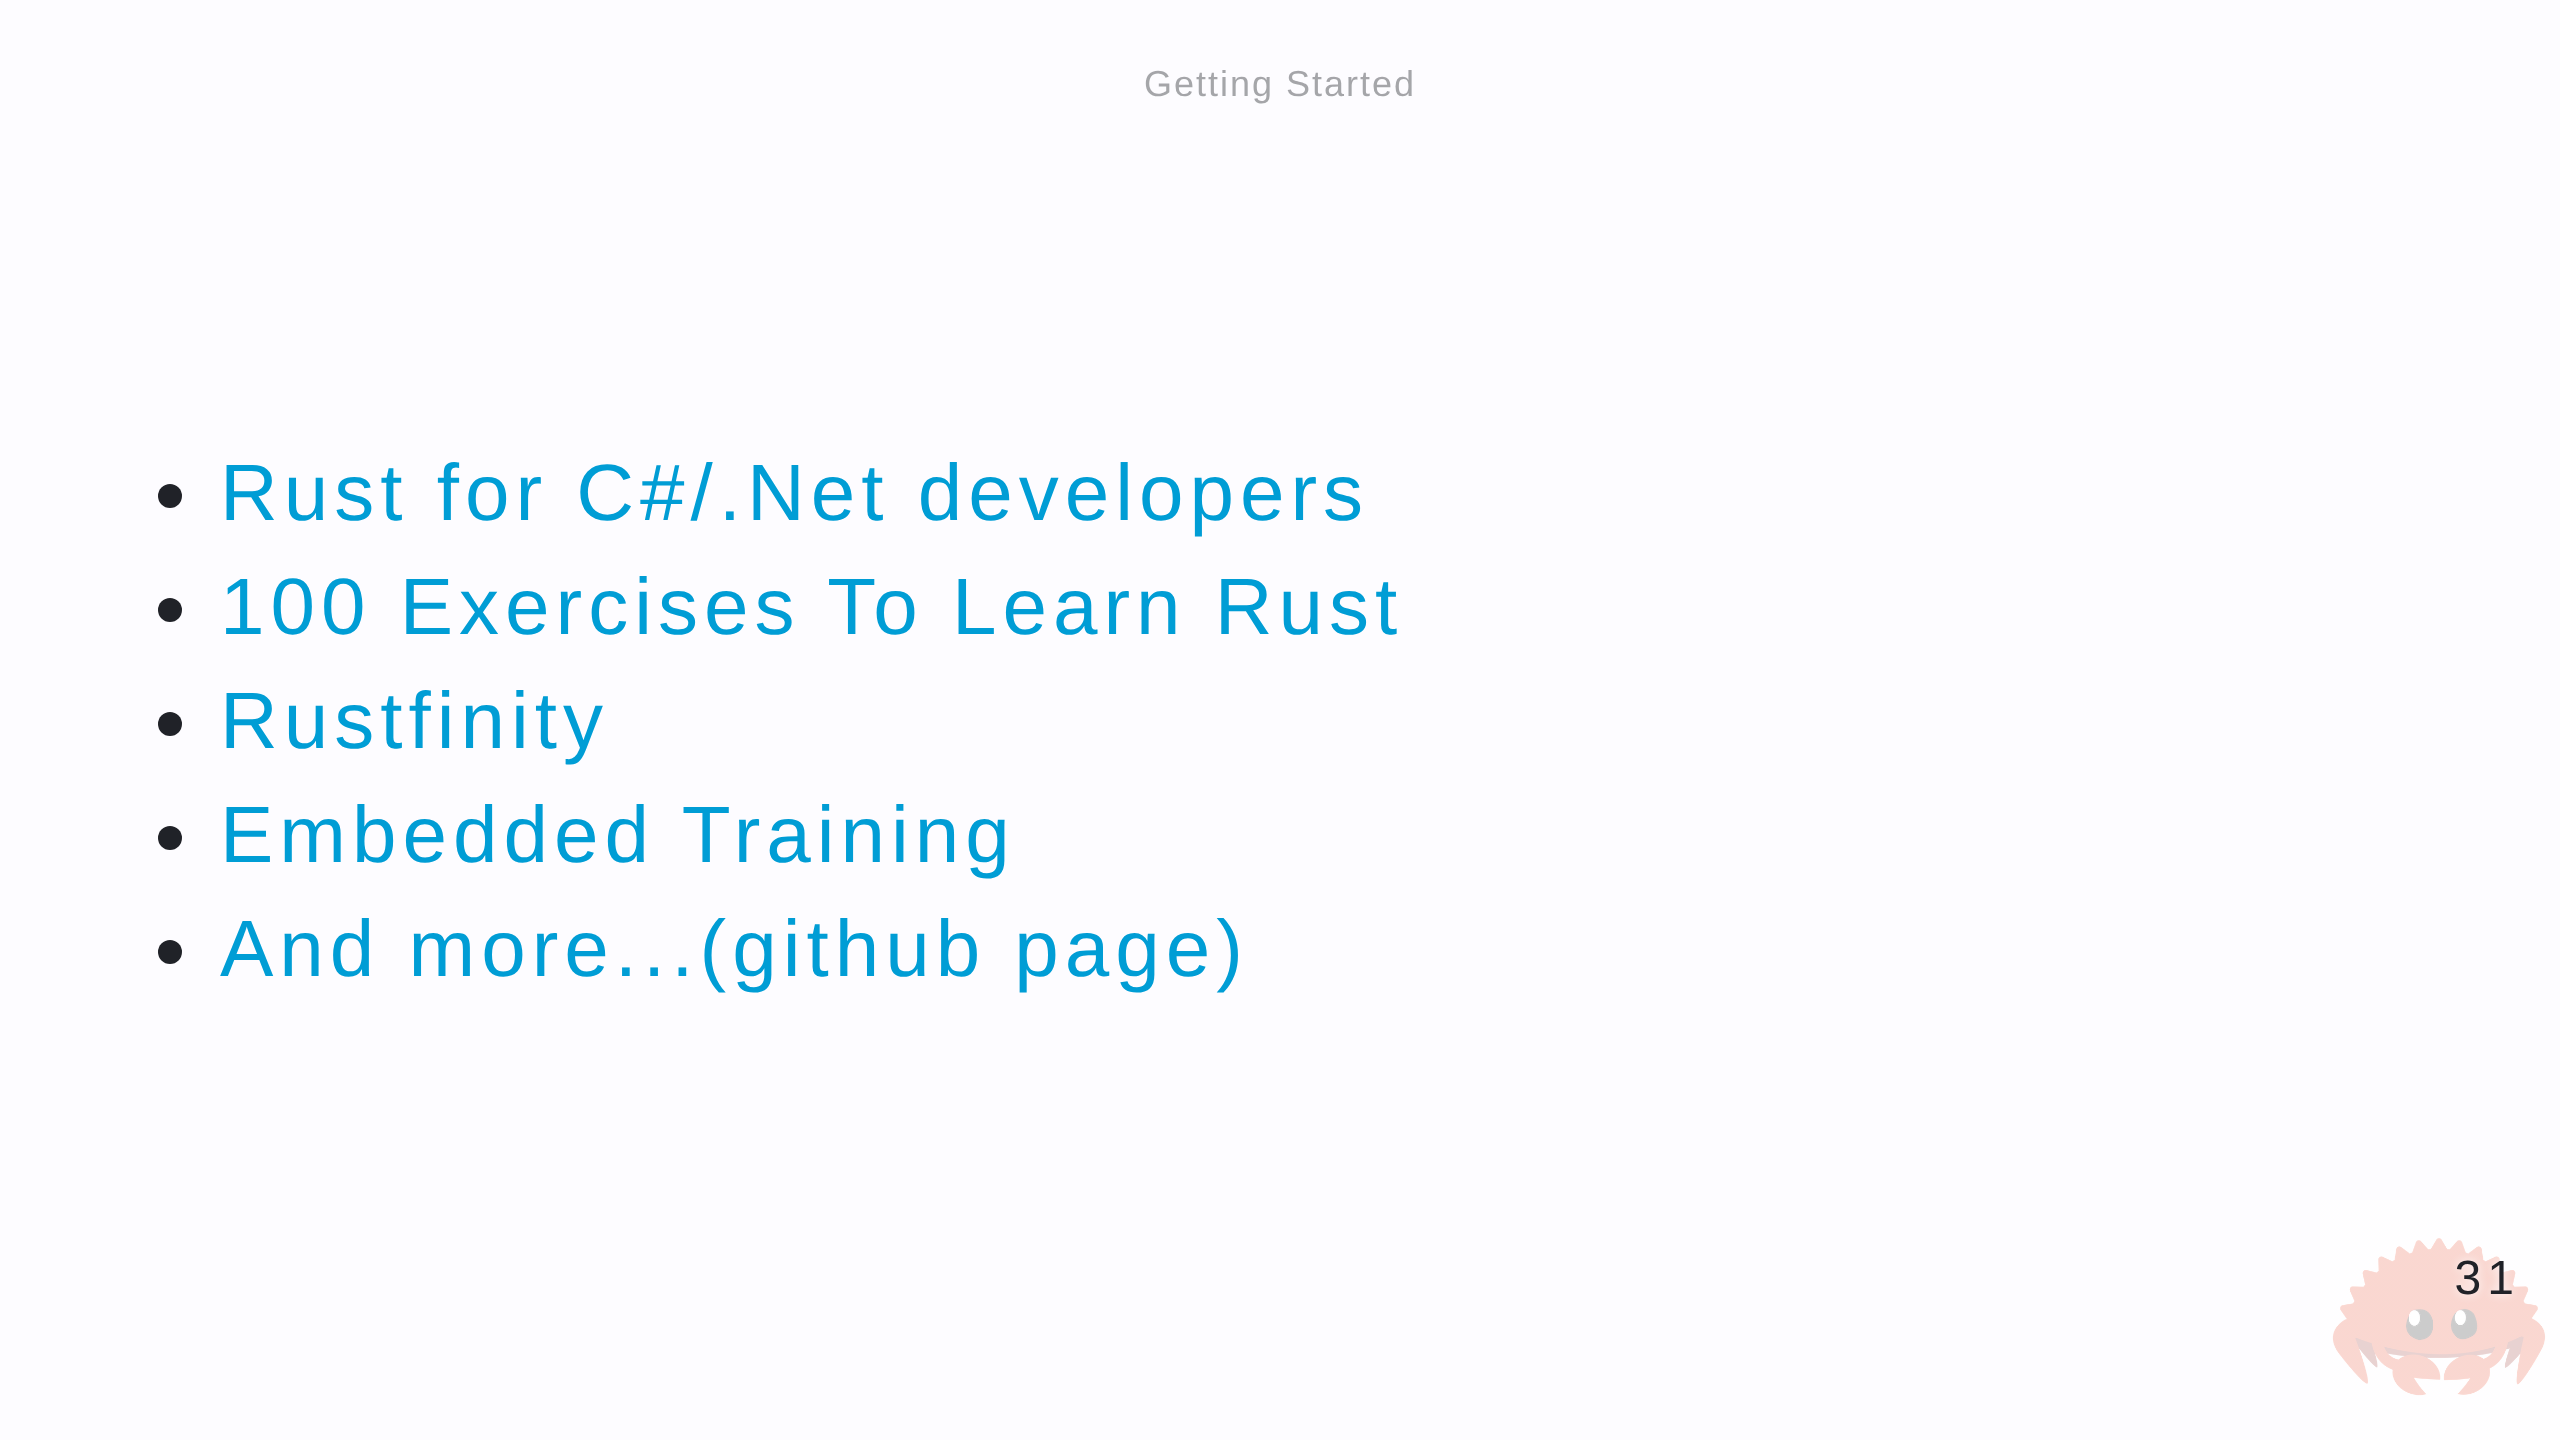 Getting Started
Rust for C#/.Net developers
100 Exercises To Learn Rust
Rustfinity
Embedded Training
And more...(github page)
31